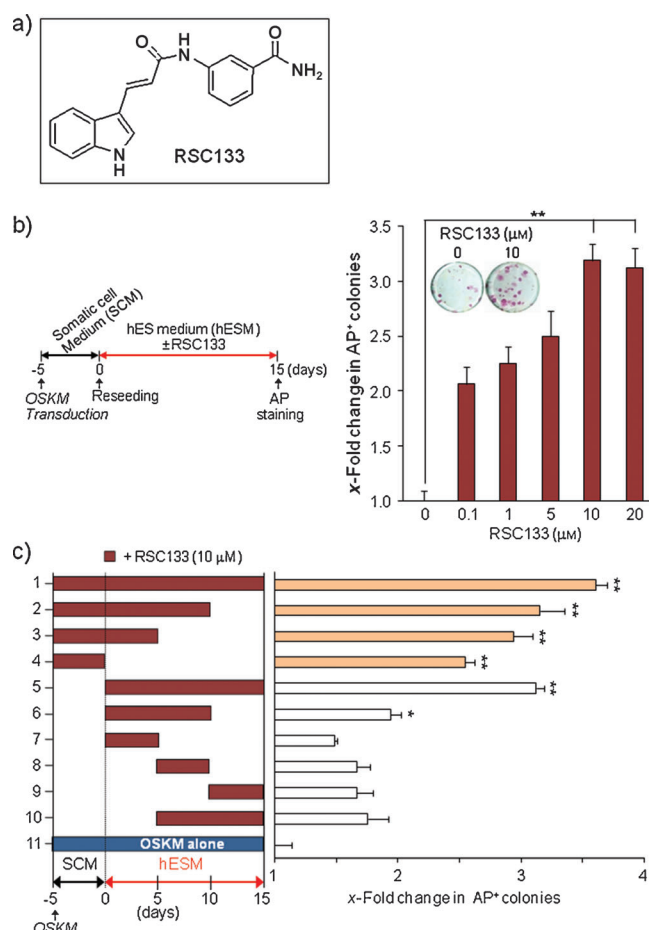 a)
O
H
N
O
NH₂
N
H
RSC133
b)
Somatic cell
Medium (SCM)
hES medium (hESM)
±RSC133
-5
0
15 (days)
OSKM
Transduction
Reseeding
AP
staining
x-Fold change in AP⁺ colonies
3.5
3.0
2.5
2.0
1.5
1.0
**
RSC133 (μM)
0
10
0
0.1
1
5
10
20
RSC133 (μM)
c)
+ RSC133 (10 μM)
1
**
2
**
3
**
4
**
5
**
6
*
7
8
9
10
11
OSKM alone
SCM
hESM
-5
0
5
10
15
(days)
OSKM
1
2
3
4
x-Fold change in AP⁺ colonies